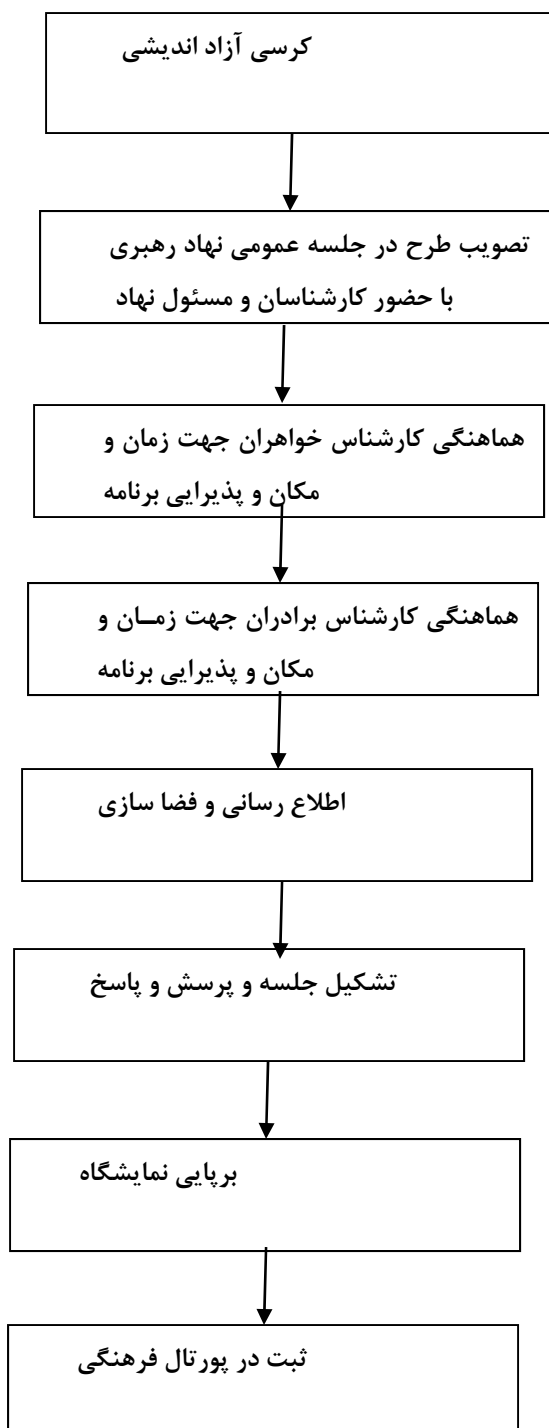 کرسی آزاد اندیشی
تصویب طرح در جلسه عمومی نهاد رهبری
با حضور کارشناسان و مسئول نهاد
هماهنگی کارشناس خواهران جهت زمان و
مکان و پذیرایی برنامه
هماهنگی کارشناس برادران جهت زمــان و
مکان و پذیرایی برنامه
اطلاع رسانی و فضا سازی
تشکیل جلسه و پرسش و پاسخ
برپایی نمایشگاه
ثبت در پورتال فرهنگی